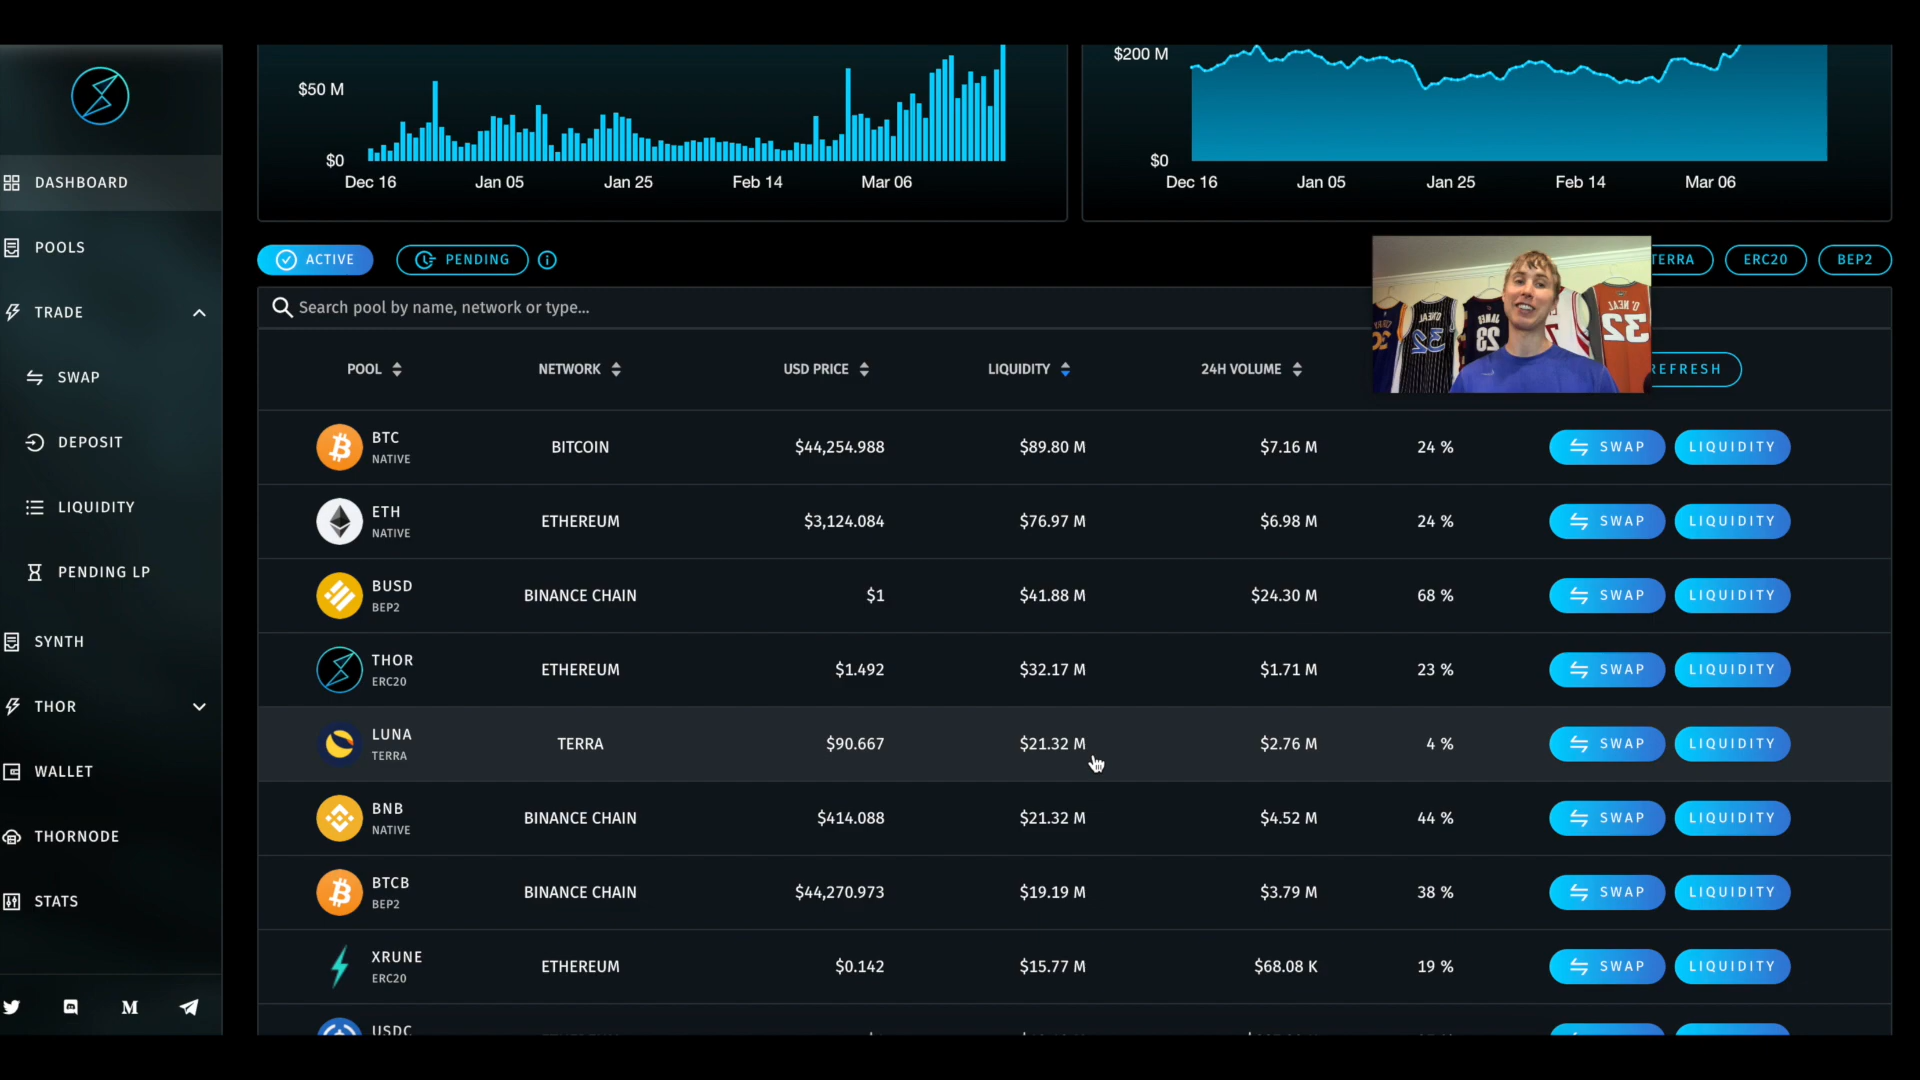 $50 M
$0
Dec 16
Jan 05
Jan 25
Feb 14
Mar 06
$200 M
$0
Dec 16
Jan 05
Jan 25
Feb 14
Mar 06
DASHBOARD
POOLS
TRADE
SWAP
DEPOSIT
LIQUIDITY
PENDING LP
SYNTH
THOR
WALLET
THORNODE
STATS
M
ACTIVE
PENDING
TERRA
ERC20
BEP2
Search pool by name, network or type...
O'NEAL
32
JAMES
23
O'NEAL
32
POOL NETWORK USD PRICE LIQUIDITY 24H VOLUME REFRESH
BTC
NATIVE
BITCOIN $44,254.988 $89.80 M $7.16 M 24 % SWAP LIQUIDITY
ETH
NATIVE
ETHEREUM $3,124.084 $76.97 M $6.98 M 24 % SWAP LIQUIDITY
BUSD
BEP2
BINANCE CHAIN $1 $41.88 M $24.30 M 68 % SWAP LIQUIDITY
THOR
ERC20
ETHEREUM $1.492 $32.17 M $1.71 M 23 % SWAP LIQUIDITY
LUNA
TERRA
TERRA $90.667 $21.32 M $2.76 M 4 % SWAP LIQUIDITY
BNB
NATIVE
BINANCE CHAIN $414.088 $21.32 M $4.52 M 44 % SWAP LIQUIDITY
BTCB
BEP2
BINANCE CHAIN $44,270.973 $19.19 M $3.79 M 38 % SWAP LIQUIDITY
XRUNE
ERC20
ETHEREUM $0.142 $15.77 M $68.08 K 19 % SWAP LIQUIDITY
USDC